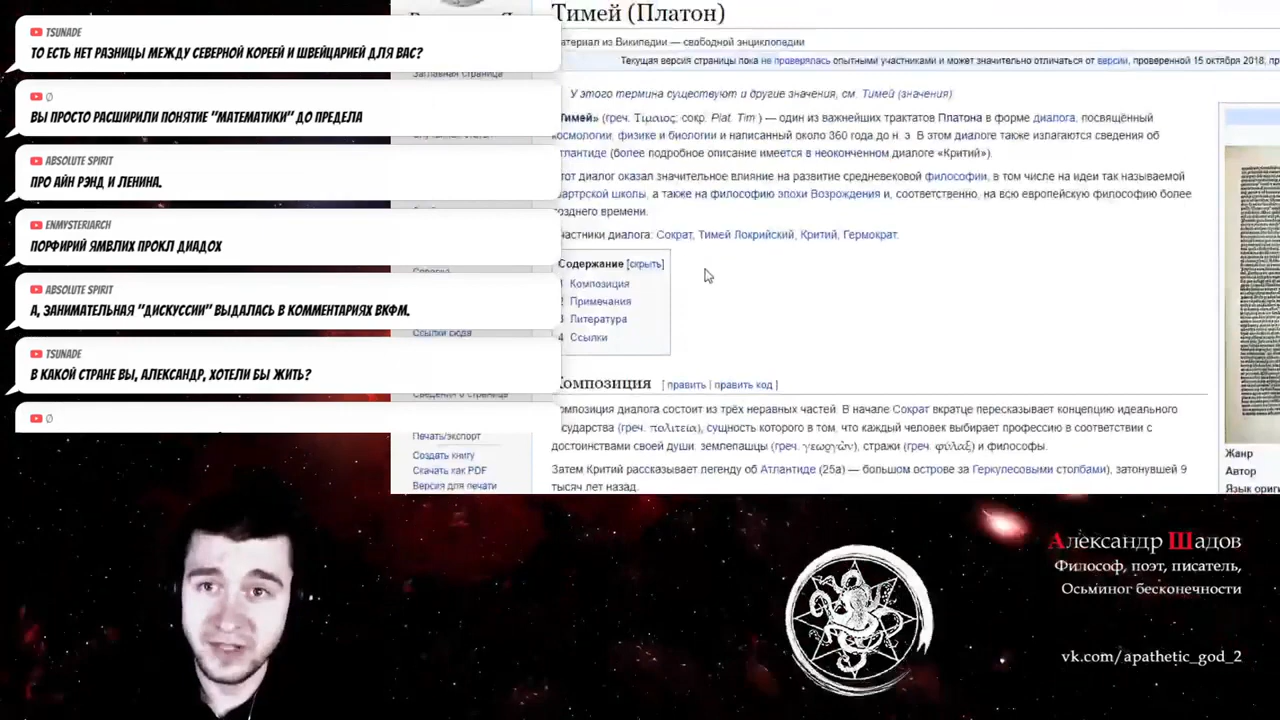 TSUNADE
ТО ЕСТЬ НЕТ РАЗНИЦЫ МЕЖДУ СЕВЕРНОЙ КОРЕЕЙ И ШВЕЙЦАРИЕЙ ДЛЯ ВАС?
Ø
ВЫ ПРОСТО РАСШИРИЛИ ПОНЯТИЕ "МАТЕМАТИКИ" ДО ПРЕДЕЛА
ABSOLUTE SPIRIT
ПРО АЙН РЭНД И ЛЕНИНА.
ENMYSTERIARCH
ПОРФИРИЙ ЯМВЛИХ ПРОКЛ ДИАДОХ
ABSOLUTE SPIRIT
А, ЗАНИМАТЕЛЬНАЯ "ДИСКУССИИ" ВЫДАЛАСЬ В КОММЕНТАРИЯХ ВКФМ.
TSUNADE
В КАКОЙ СТРАНЕ ВЫ, АЛЕКСАНДР, ХОТЕЛИ БЫ ЖИТЬ?
Ø
Заглавная страница
Ссылки сюда
Сведения о странице
Печать/экспорт
Создать книгу
Скачать как PDF
Версия для печати
Тимей (Платон)
атериал из Википедии — свободной энциклопедии
Текущая версия страницы пока не проверялась опытными участниками и может значительно отличаться от версии, проверенной 15 октября 2018, пр
У этого термина существуют и другие значения, см. Тимей (значения)
Тимей» (греч. Τίμαιος; сокр. Plat. Tim.) — один из важнейших трактатов Платона в форме диалога, посвящённый
космологии, физике и биологии и написанный около 360 года до н. э. В этом диалоге также излагаются сведения об
тлантиде (более подробное описание имеется в неоконченном диалоге «Критий»).
тот диалог оказал значительное влияние на развитие средневековой философии, в том числе на идеи так называемой
артрской школы, а также на философию эпохи Возрождения и, соответственно, на всю европейскую философию более
озднего времени.
частники диалога: Сократ, Тимей Локрийский, Критий, Гермократ.
Содержание [скрыть]
1 Композиция
2 Примечания
3 Литература
4 Ссылки
омпозиция [ править | править код ]
омпозиция диалога состоит из трёх неравных частей. В начале Сократ вкратце пересказывает концепцию идеального
осударства (греч. πολιτεία), сущность которого в том, что каждый человек выбирает профессию в соответствии с
достоинствами своей души: землепашцы (греч. γεωργῶν), стражи (греч. φύλαξ) и философы.
Затем Критий рассказывает легенду об Атлантиде (25a) — большом острове за Геркулесовыми столбами), затонувшей 9
тысяч лет назад.
Жанр
Автор
Язык ориги
Александр Шадов
Философ, поэт, писатель,
Осьминог бесконечности
vk.com/apathetic_god_2